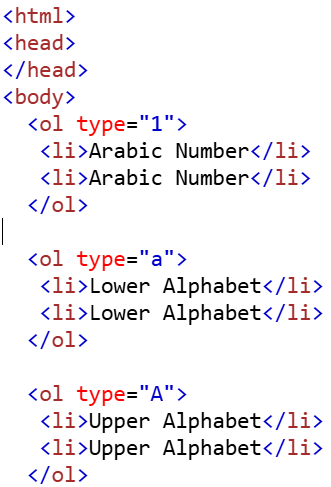 <html>
<head>
</head>
<body>
<ol type="1">
<li>Arabic Number</li>
<li>Arabic Number</li>
</ol>
<ol type="a">
<li>Lower Alphabet</li>
<li>Lower Alphabet</li>
</ol>
<ol type="A">
<li>Upper Alphabet</li>
<li>Upper Alphabet</li>
</ol>